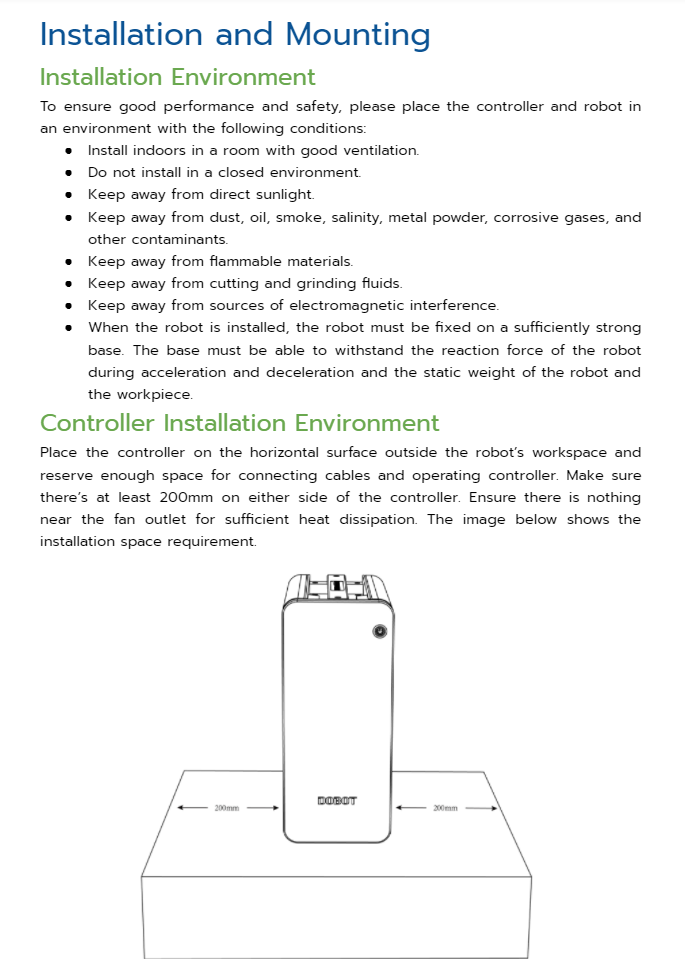 Installation and Mounting
Installation Environment
To ensure good performance and safety, please place the controller and robot in
an environment with the following conditions:
● Install indoors in a room with good ventilation.
● Do not install in a closed environment.
● Keep away from direct sunlight.
● Keep away from dust, oil, smoke, salinity, metal powder, corrosive gases, and
other contaminants.
● Keep away from flammable materials.
● Keep away from cutting and grinding fluids.
● Keep away from sources of electromagnetic interference.
● When the robot is installed, the robot must be fixed on a sufficiently strong
base. The base must be able to withstand the reaction force of the robot
during acceleration and deceleration and the static weight of the robot and
the workpiece.
Controller Installation Environment
Place the controller on the horizontal surface outside the robot's workspace and
reserve enough space for connecting cables and operating controller. Make sure
there's at least 200mm on either side of the controller. Ensure there is nothing
near the fan outlet for sufficient heat dissipation. The image below shows the
installation space requirement.
DOBOT
200mm
200mm